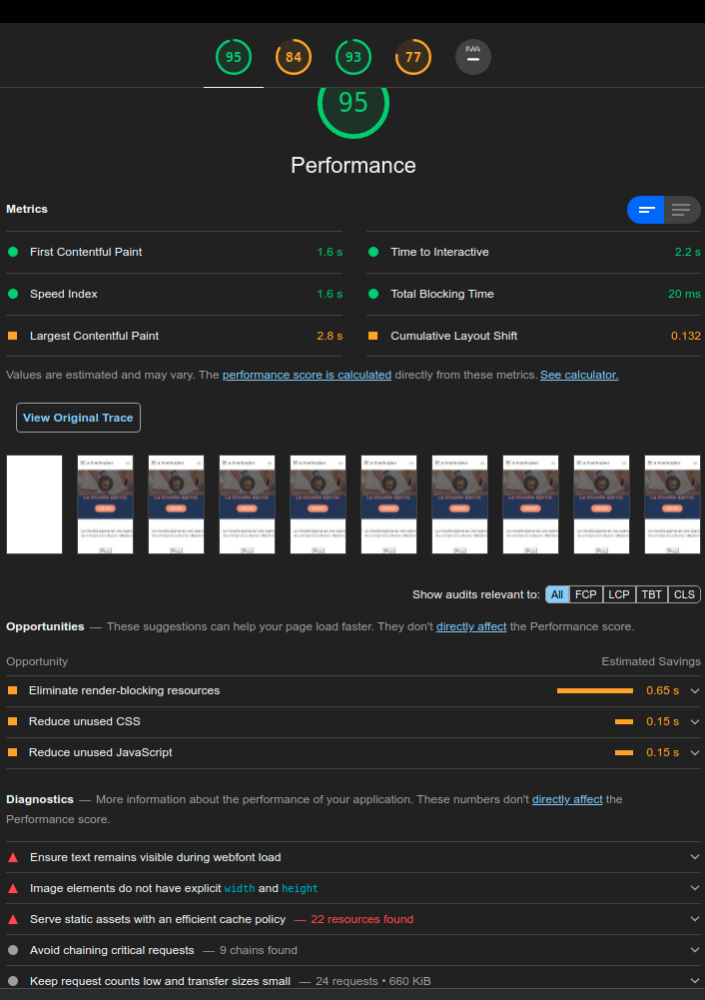 95
84
93
77
PWA
95
Performance
Metrics
First Contentful Paint 1.6 s
Time to Interactive 2.2 s
Speed Index 1.6 s
Total Blocking Time 20 ms
Largest Contentful Paint 2.8 s
Cumulative Layout Shift 0.132
Values are estimated and may vary. The performance score is calculated directly from these metrics. See calculator.
View Original Trace
Show audits relevant to: All FCP LCP TBT CLS
Opportunities — These suggestions can help your page load faster. They don't directly affect the Performance score.
Opportunity Estimated Savings
Eliminate render-blocking resources 0.65 s
Reduce unused CSS 0.15 s
Reduce unused JavaScript 0.15 s
Diagnostics — More information about the performance of your application. These numbers don't directly affect the
Performance score.
Ensure text remains visible during webfont load
Image elements do not have explicit width and height
Serve static assets with an efficient cache policy — 22 resources found
Avoid chaining critical requests — 9 chains found
Keep request counts low and transfer sizes small — 24 requests • 660 KiB